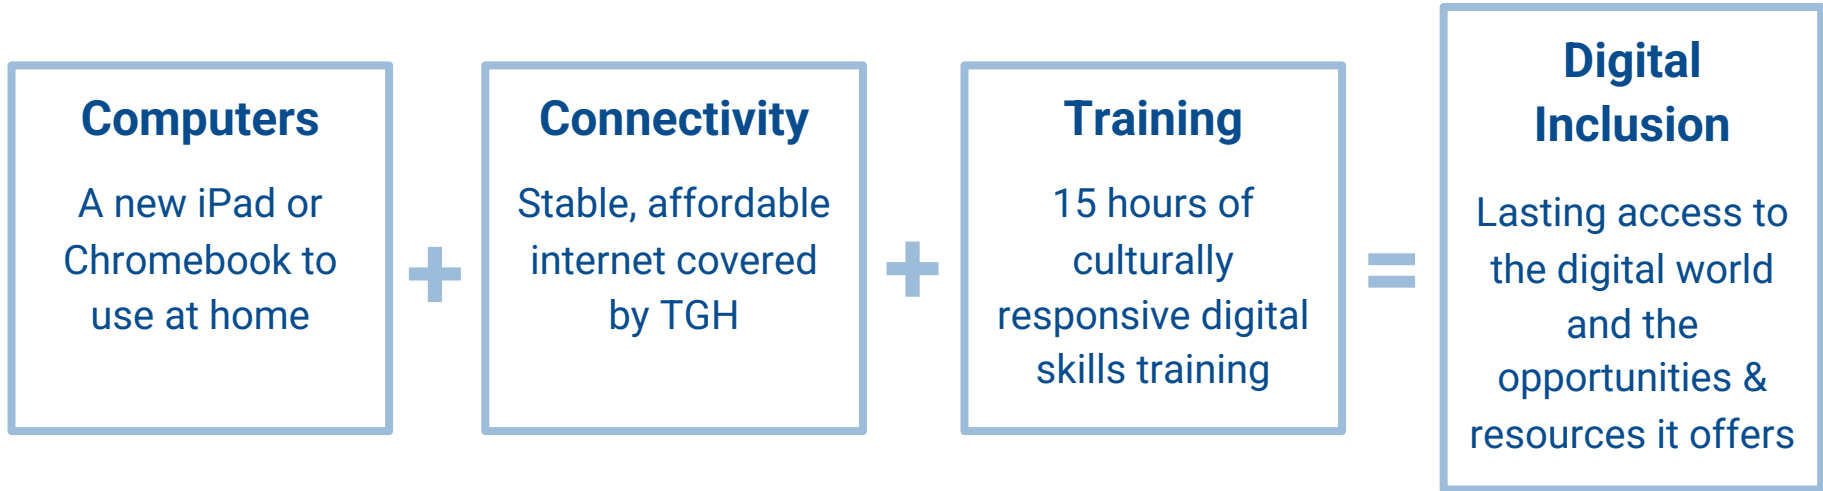 Computers
A new iPad or
Chromebook to
use at home
+
Connectivity
Stable, affordable
internet covered
by TGH
+
Training
15 hours of
culturally
responsive digital
skills training
=
Digital
Inclusion
Lasting access to
the digital world
and the
opportunities &
resources it offers